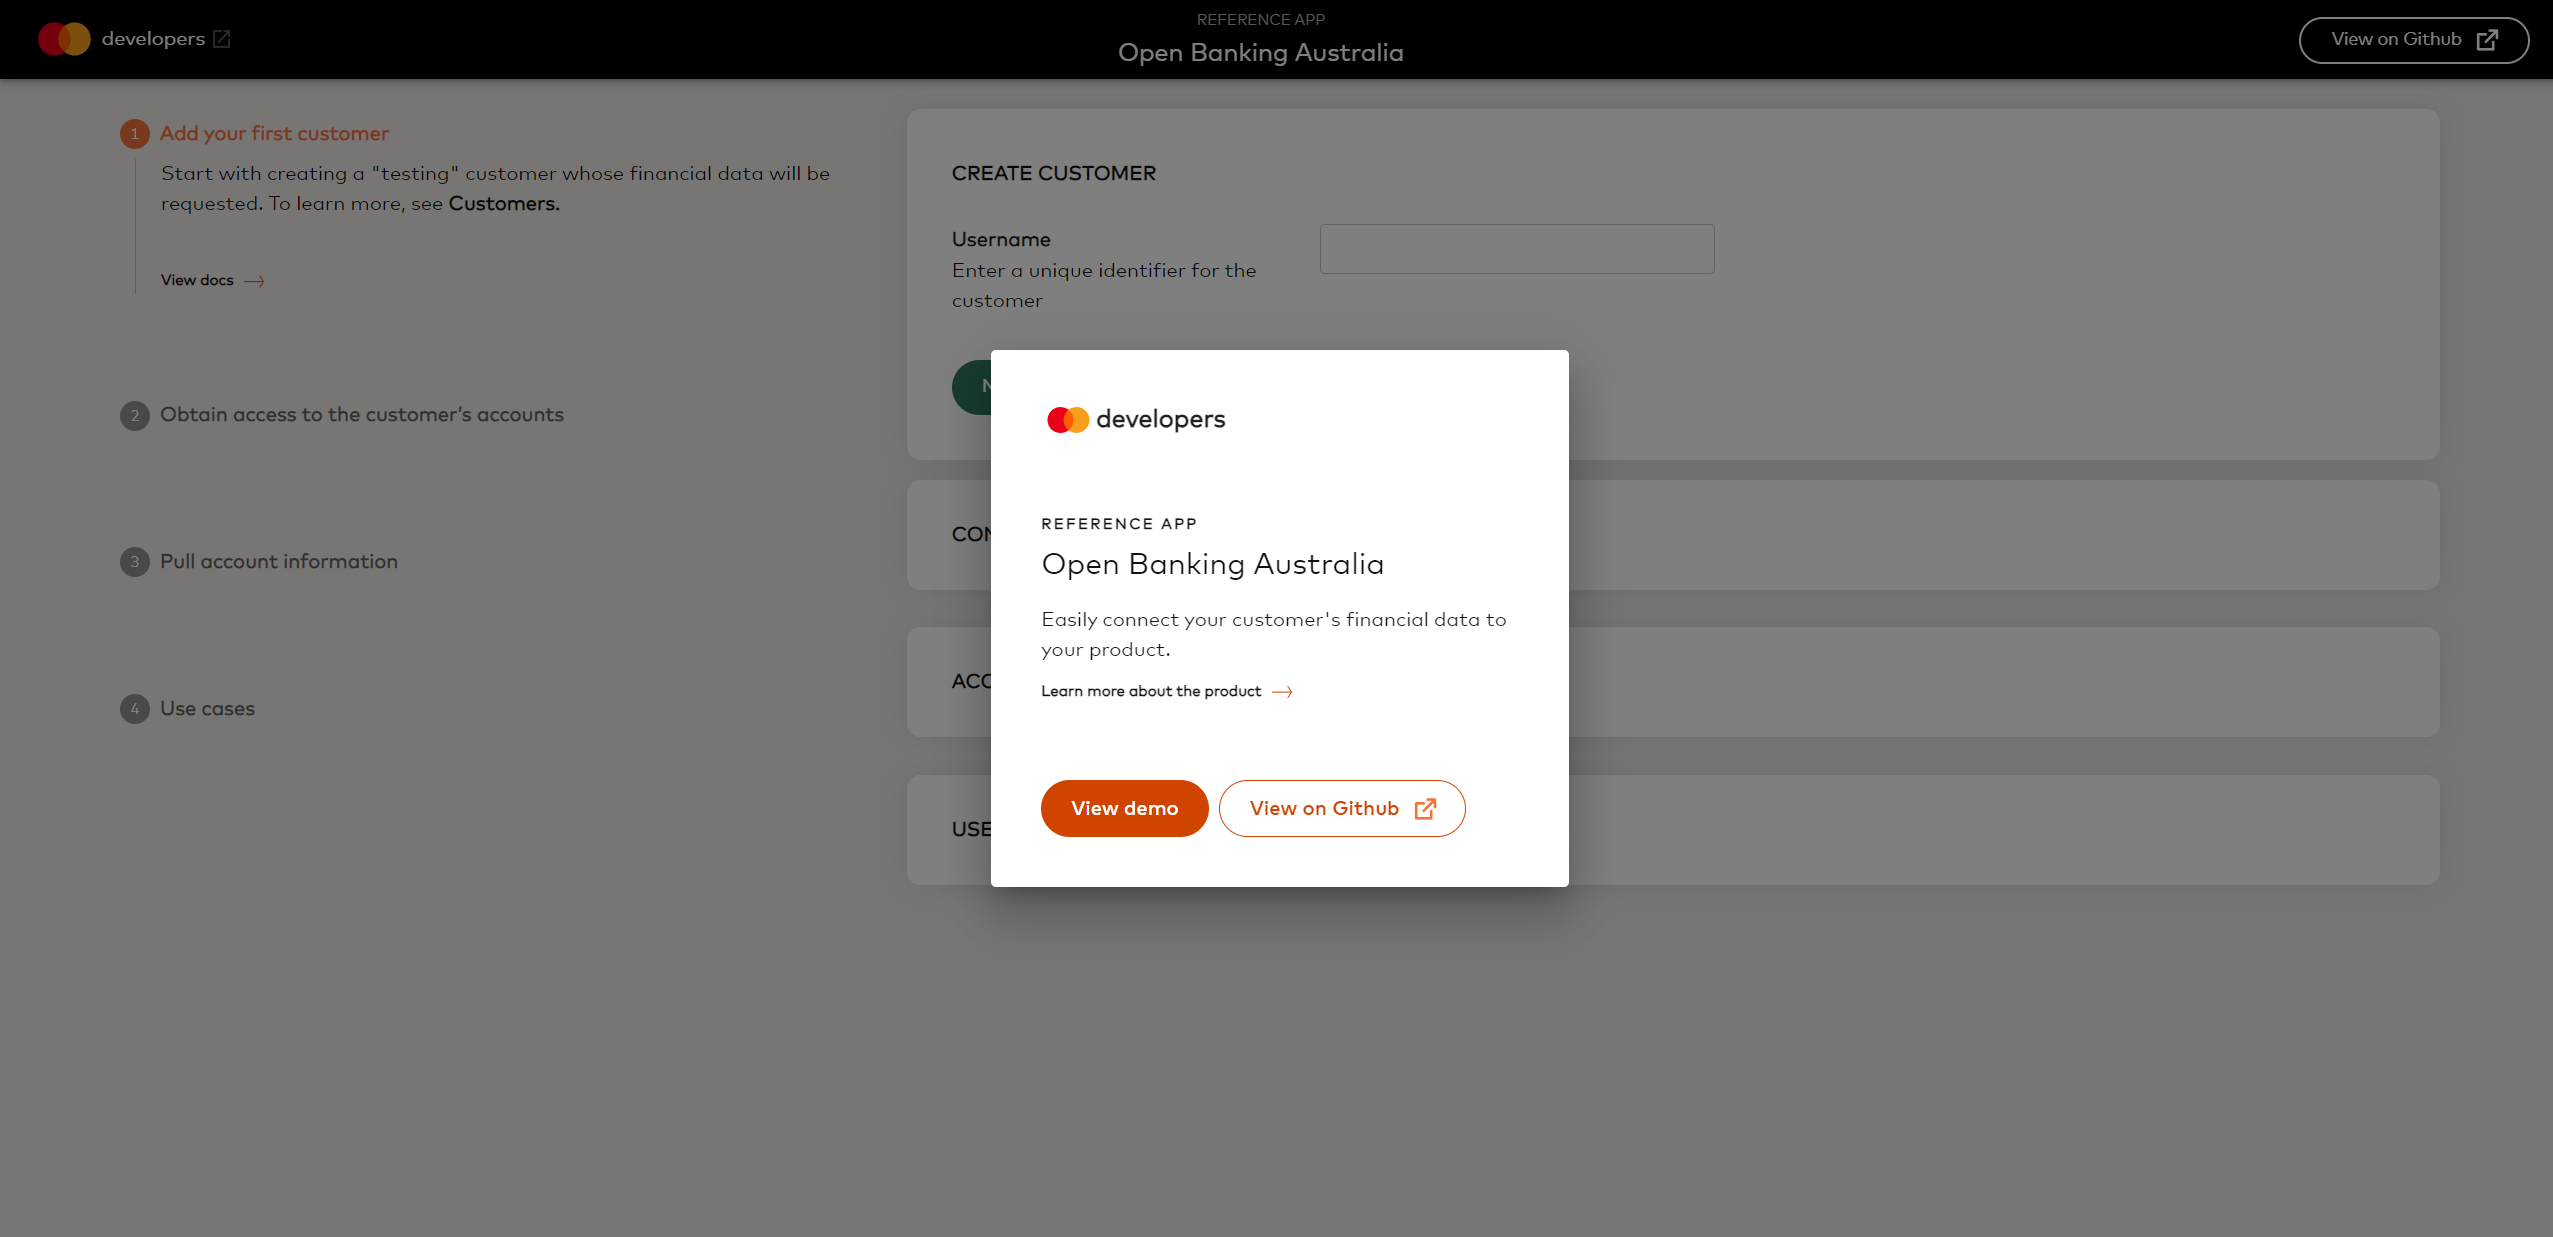 developers
REFERENCE APP
Open Banking Australia
View on Github
1 Add your first customer
Start with creating a "testing" customer whose financial data will be
requested. To learn more, see Customers.
View docs
2 Obtain access to the customer's accounts
3 Pull account information
4 Use cases
CREATE CUSTOMER
Username
Enter a unique identifier for the
customer
developers
REFERENCE APP
Open Banking Australia
Easily connect your customer's financial data to
your product.
Learn more about the product
View demo
View on Github